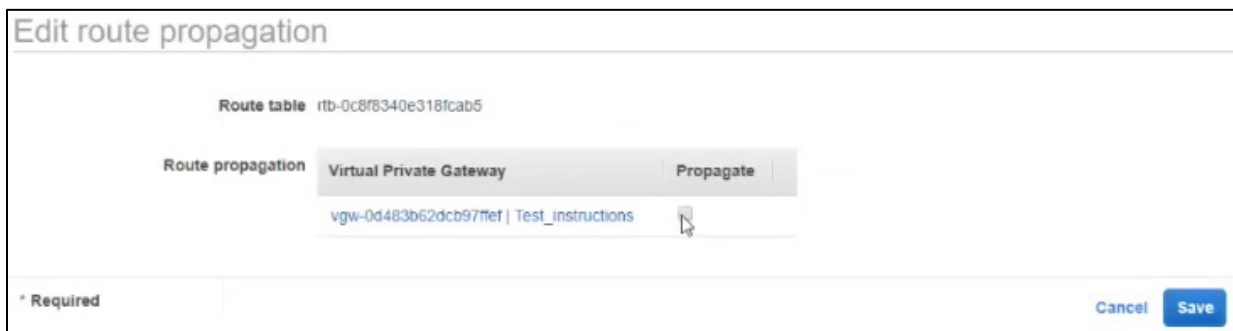 Edit route propagation
Route table rtb-0c8f8340e318fcab5
Route propagation Virtual Private Gateway Propagate
vgw-0d483b62dcb97ffef | Test_instructions
* Required Cancel Save